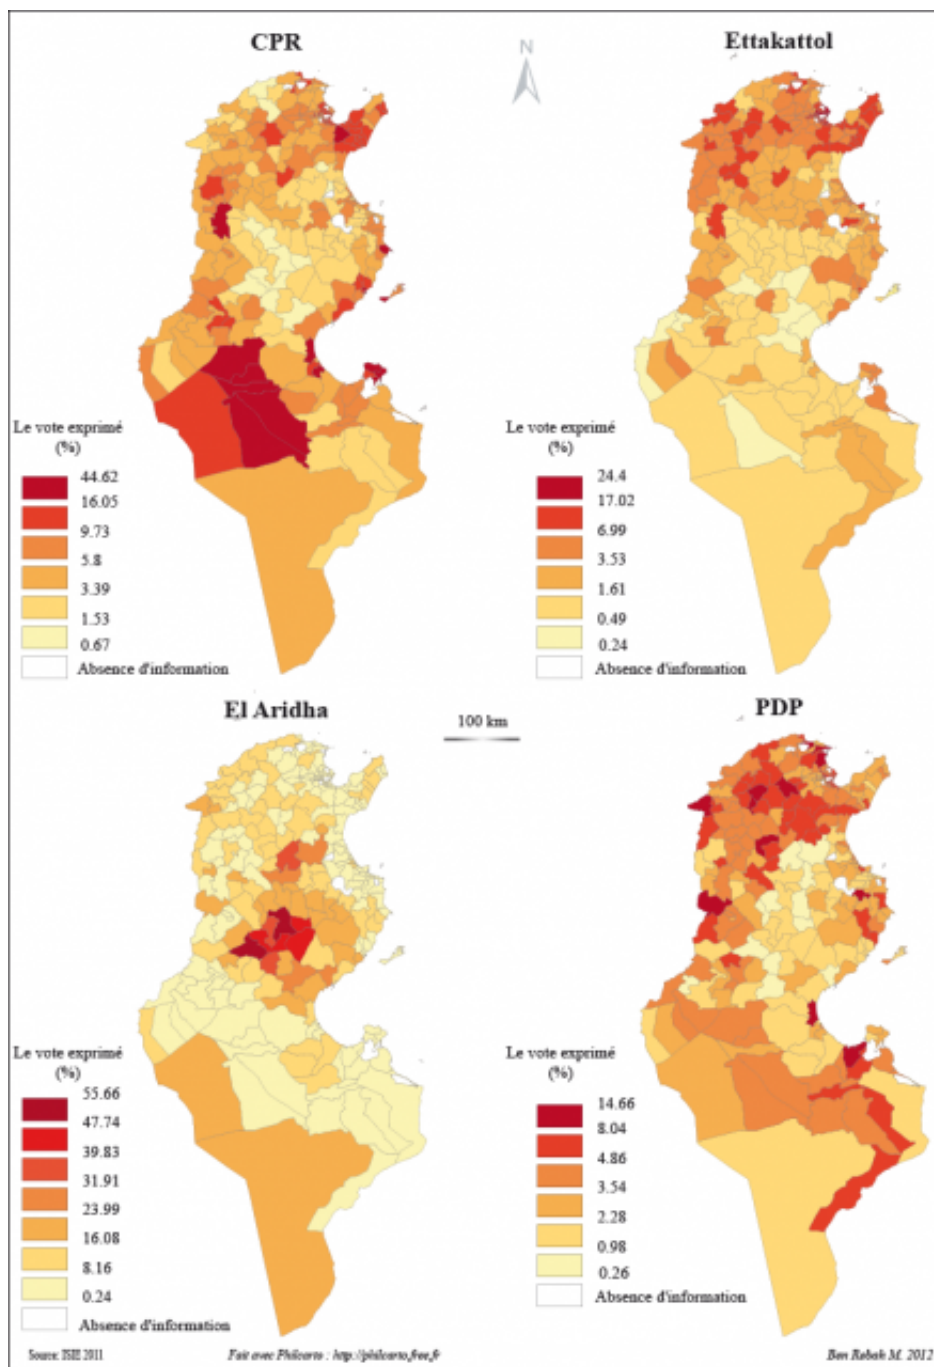 CPR
N
Ettakattol
Le vote exprimé
(%)
44.62
16.05
9.73
5.8
3.39
1.53
0.67
Absence d'information
Le vote exprimé
(%)
24.4
17.02
6.99
3.53
1.61
0.49
0.24
Absence d'information
El Aridha
100 km
PDP
Le vote exprimé
(%)
55.66
47.74
39.83
31.91
23.99
16.08
8.16
0.24
Absence d'information
Le vote exprimé
(%)
14.66
8.04
4.86
3.54
2.28
0.98
0.26
Absence d'information
Source: ISIE 2011
Fait avec Philcarto : http://philcarto.free.fr
Ben Rebah M. 2012